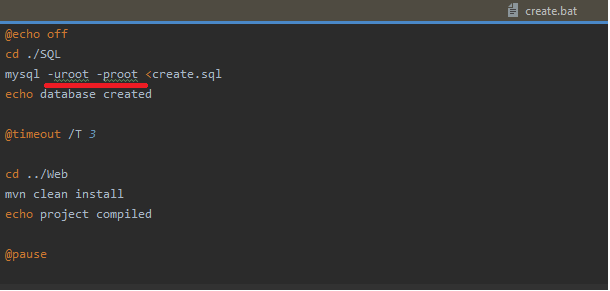 create.bat
@echo off
cd ./SQL
mysql -uroot -proot <create.sql
echo database created
@timeout /T 3
cd ../Web
mvn clean install
echo project compiled
@pause